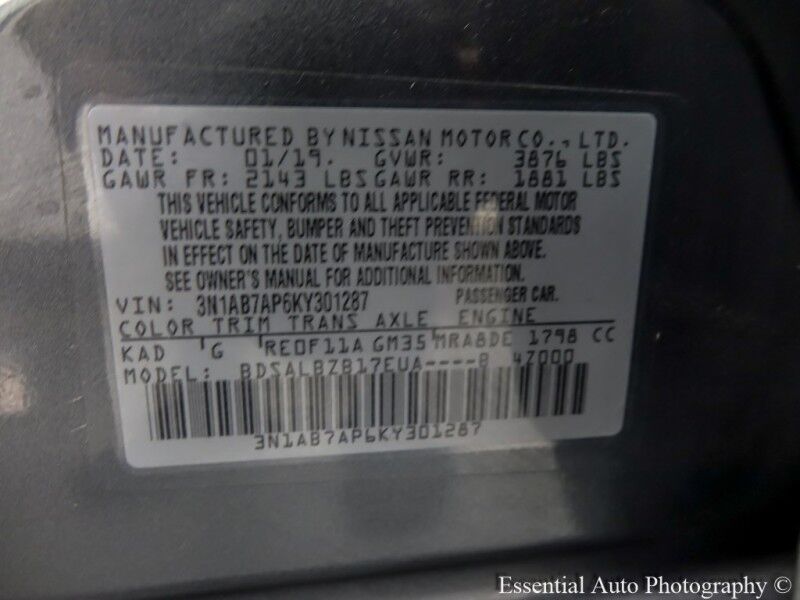 MANUFACTURED BY NISSAN MOTOR CO., LTD.
DATE: 01/19. GVWR: 3876 LBS
GAWR FR: 2143 LBS GAWR RR: 1881 LBS
THIS VEHICLE CONFORMS TO ALL APPLICABLE FEDERAL MOTOR
VEHICLE SAFETY, BUMPER AND THEFT PREVENTION STANDARDS
IN EFFECT ON THE DATE OF MANUFACTURE SHOWN ABOVE.
SEE OWNER'S MANUAL FOR ADDITIONAL INFORMATION.
VIN: 3N1AB7AP6KY301287 PASSENGER CAR.
COLOR TRIM TRANS AXLE ENGINE
KAD G RE0F11A GM35 MRA8DE 1798 CC
MODEL: BDSALBZB17EUA----B 4Z000
3N1AB7AP6KY301287
Essential Auto Photography ©